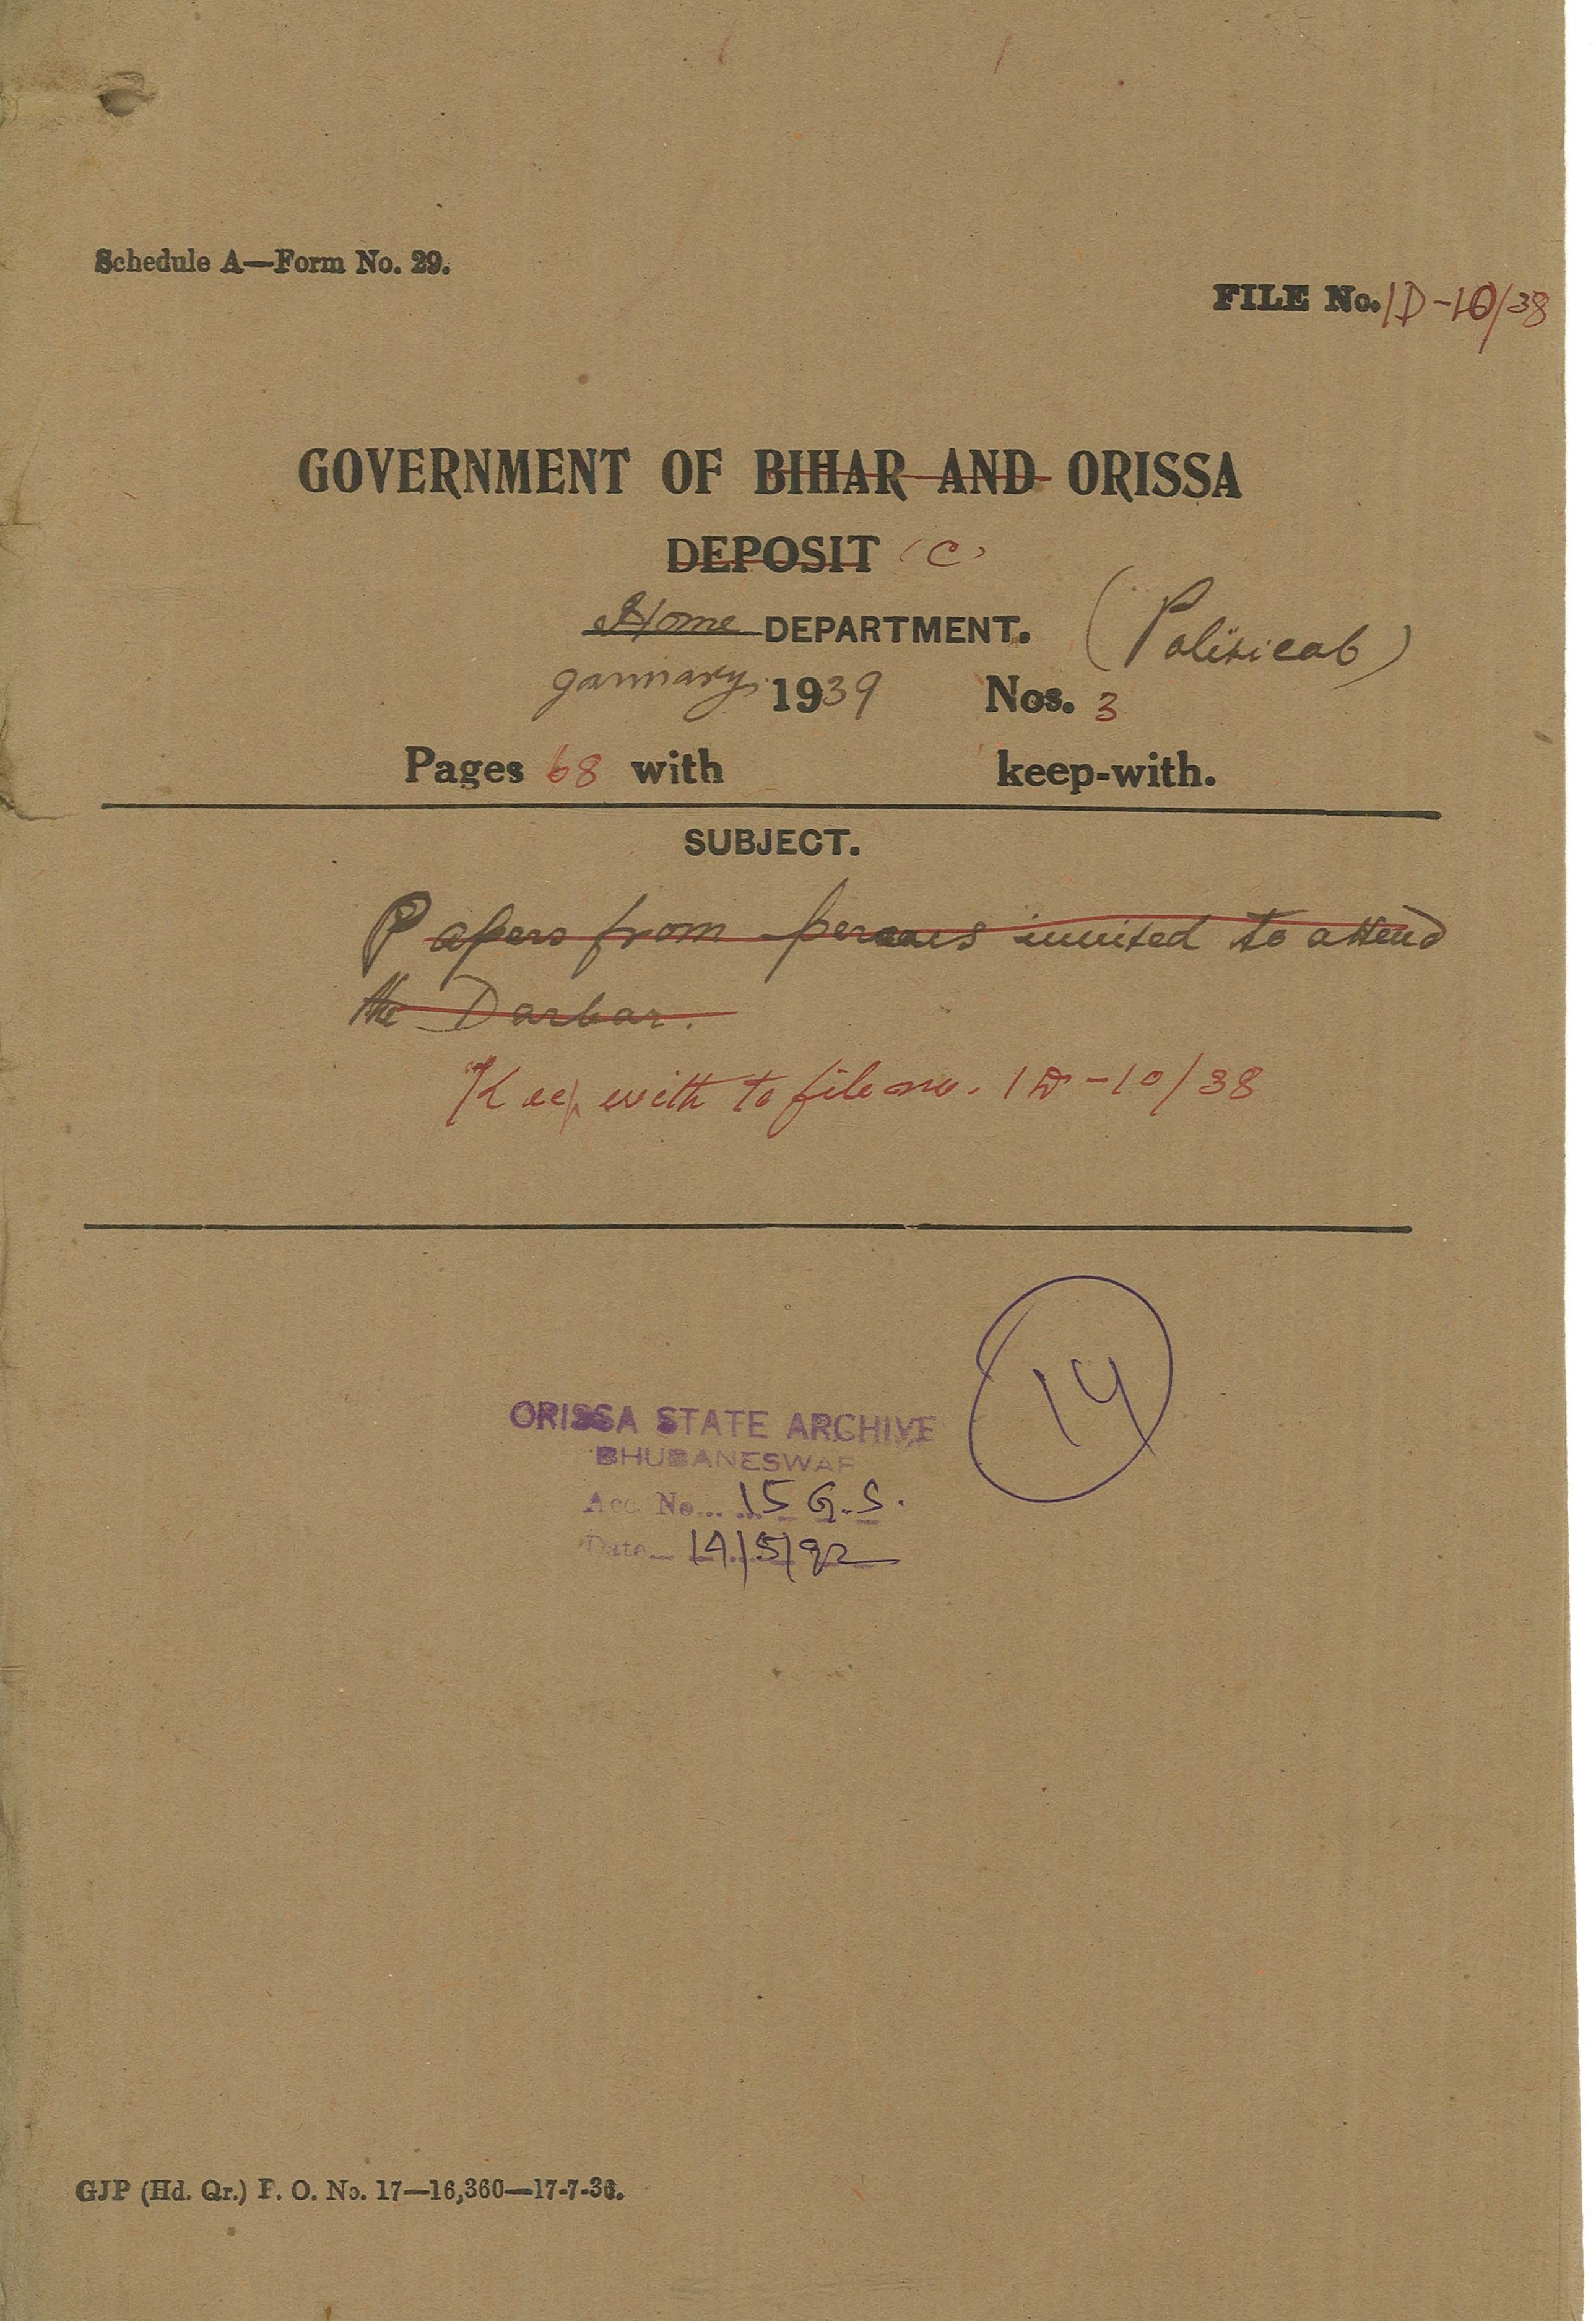 Schedule A—Form No. 29.
FILE No. 1D-10/38
GOVERNMENT OF BIHAR AND ORISSA
DEPOSIT (C)
Home DEPARTMENT. (Political)
January 1939 Nos. 3
Pages 68 with keep-with.
SUBJECT.
Papers from persons invited to attend
the Darbar.
Keep with to file no. 1D-10/38
14
ORISSA STATE ARCHIVE
BHUBANESWAR
Acc. No... 15 G.S.
Date 14/5/92
GJP (Hd. Qr.) P. O. No. 17—16,360—17-7-36.